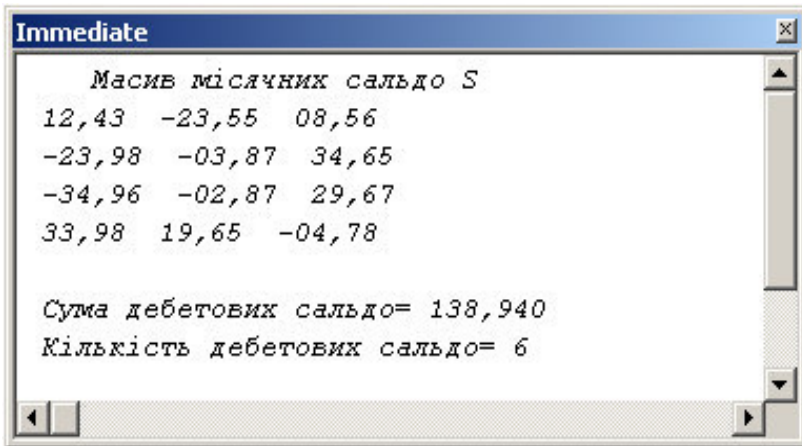 Immediate
Масив місячних сальдо S
12,43 -23,55 08,56
-23,98 -03,87 34,65
-34,96 -02,87 29,67
33,98 19,65 -04,78
Сума дебетових сальдо= 138,940
Кількість дебетових сальдо= 6